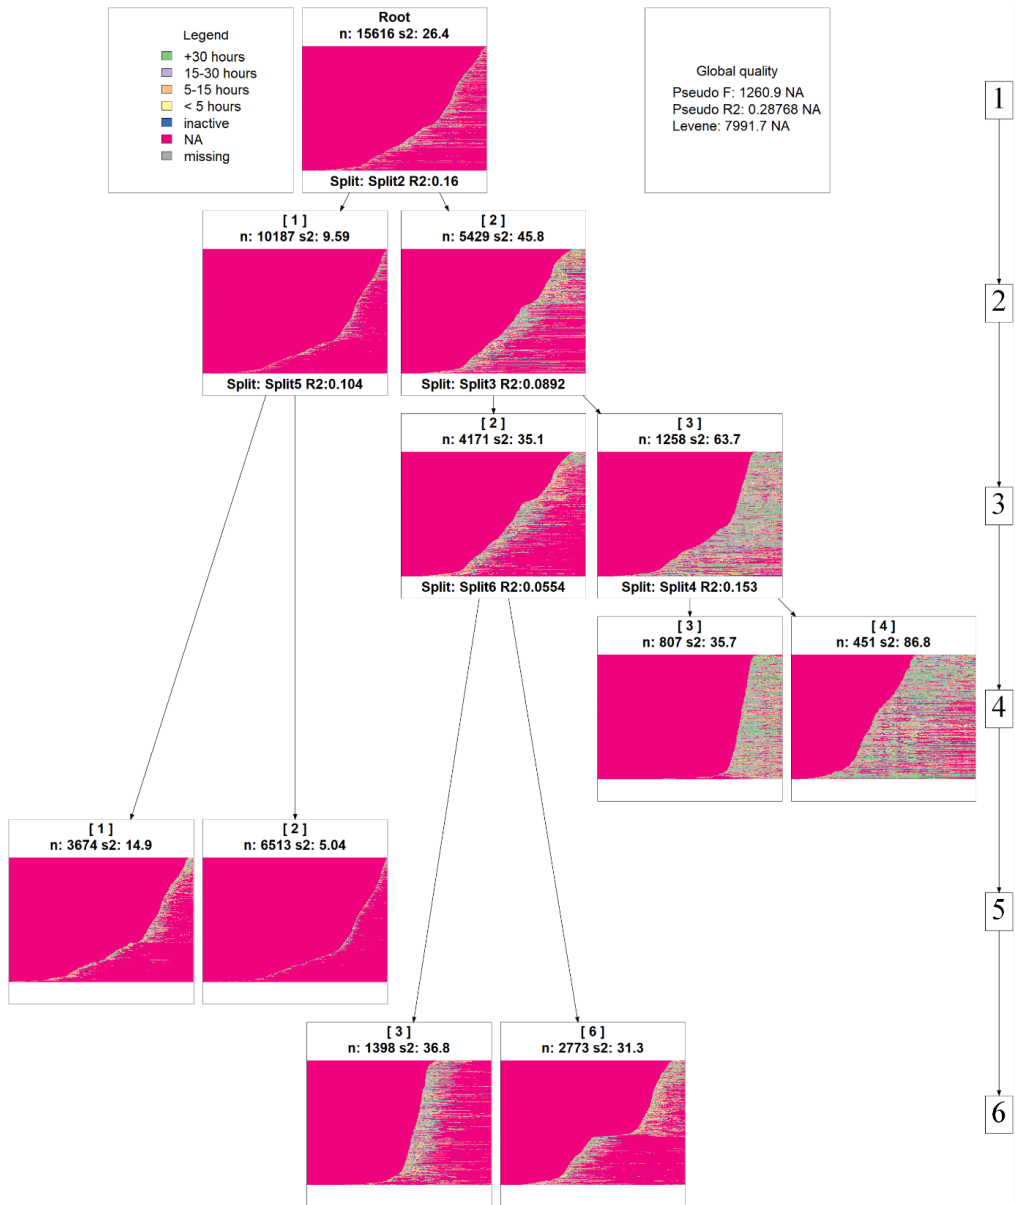 Legend
+30 hours
15-30 hours
5-15 hours
< 5 hours
inactive
NA
missing
Root
n: 15616 s2: 26.4
Split: Split2 R2:0.16
Global quality
Pseudo F: 1260.9 NA
Pseudo R2: 0.28768 NA
Levene: 7991.7 NA
1
[ 1 ]
n: 10187 s2: 9.59
Split: Split5 R2:0.104
[ 2 ]
n: 5429 s2: 45.8
Split: Split3 R2:0.0892
2
[ 2 ]
n: 4171 s2: 35.1
Split: Split6 R2:0.0554
[ 3 ]
n: 1258 s2: 63.7
Split: Split4 R2:0.153
3
[ 3 ]
n: 807 s2: 35.7
[ 4 ]
n: 451 s2: 86.8
4
[ 1 ]
n: 3674 s2: 14.9
[ 2 ]
n: 6513 s2: 5.04
5
[ 3 ]
n: 1398 s2: 36.8
[ 6 ]
n: 2773 s2: 31.3
6